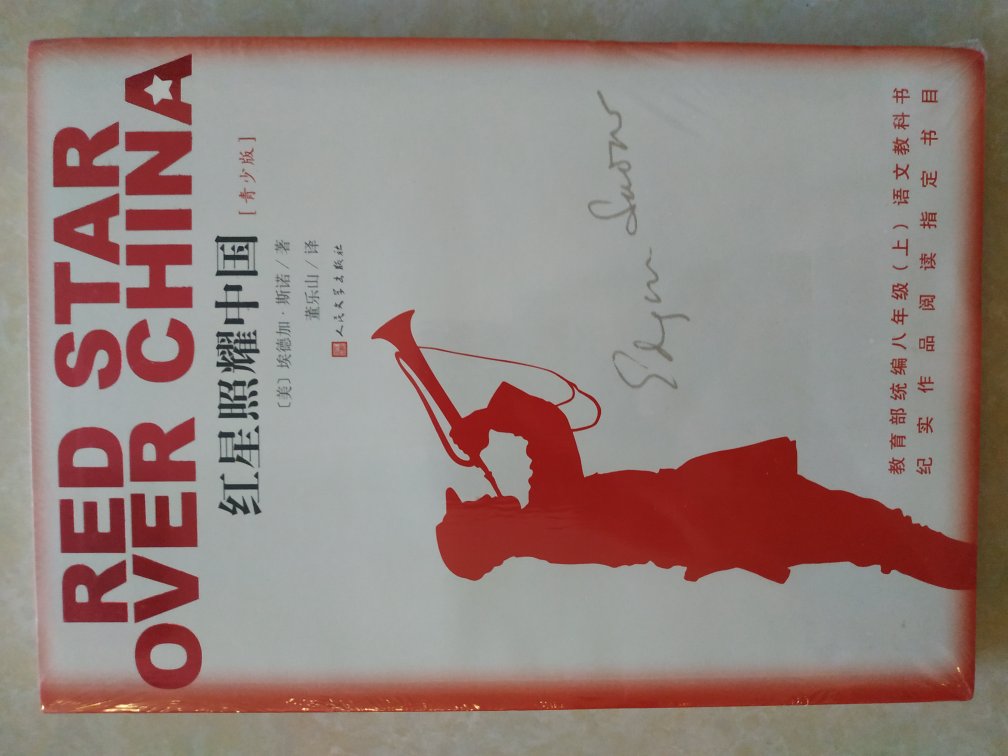 RED STAR
OVER CHINA
红星照耀中国 [青少版]
〔美〕埃德加·斯诺/著
董乐山/译
人民文学出版社
Edgar Snow
教育部统编八年级(上)语文教科书
纪实作品阅读指定书目